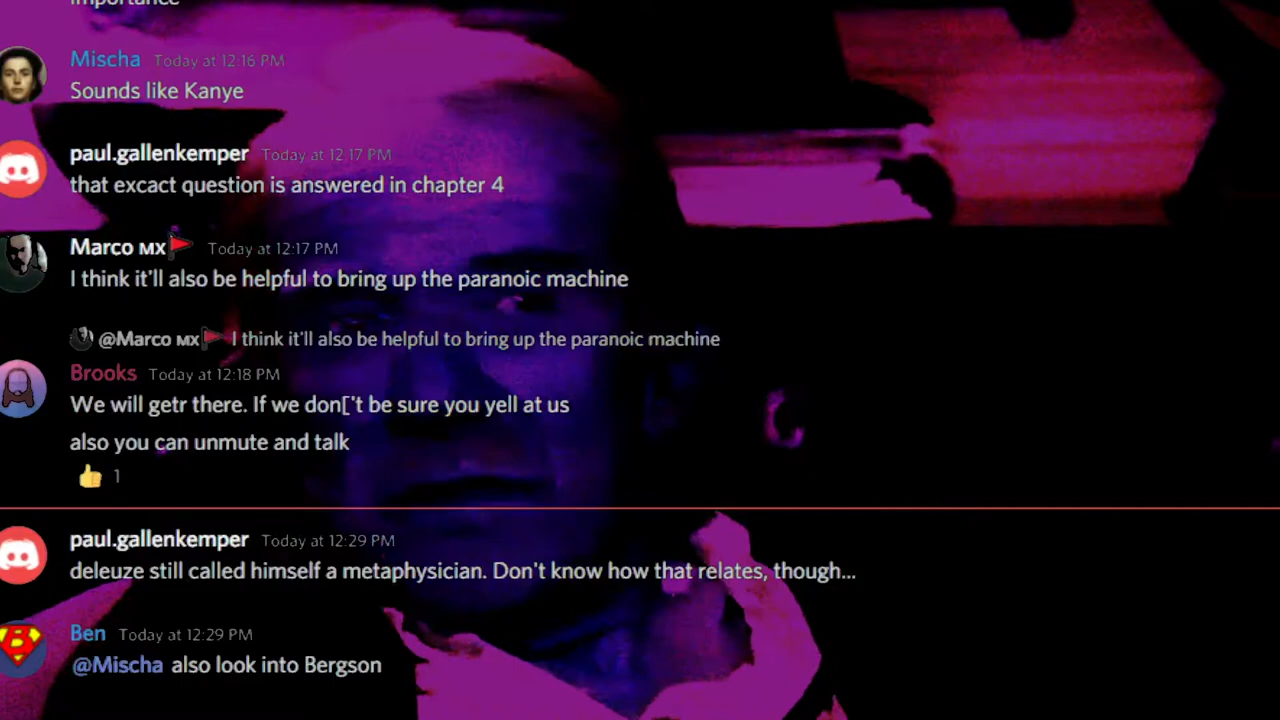 importance
Mischa Today at 12:16 PM
Sounds like Kanye
paul.gallenkemper Today at 12:17 PM
that excact question is answered in chapter 4
Marco MX Today at 12:17 PM
I think it'll also be helpful to bring up the paranoic machine
@Marco MX I think it'll also be helpful to bring up the paranoic machine
Brooks Today at 12:18 PM
We will getr there. If we don['t be sure you yell at us
also you can unmute and talk
1
paul.gallenkemper Today at 12:29 PM
deleuze still called himself a metaphysician. Don't know how that relates, though...
Ben Today at 12:29 PM
@Mischa also look into Bergson